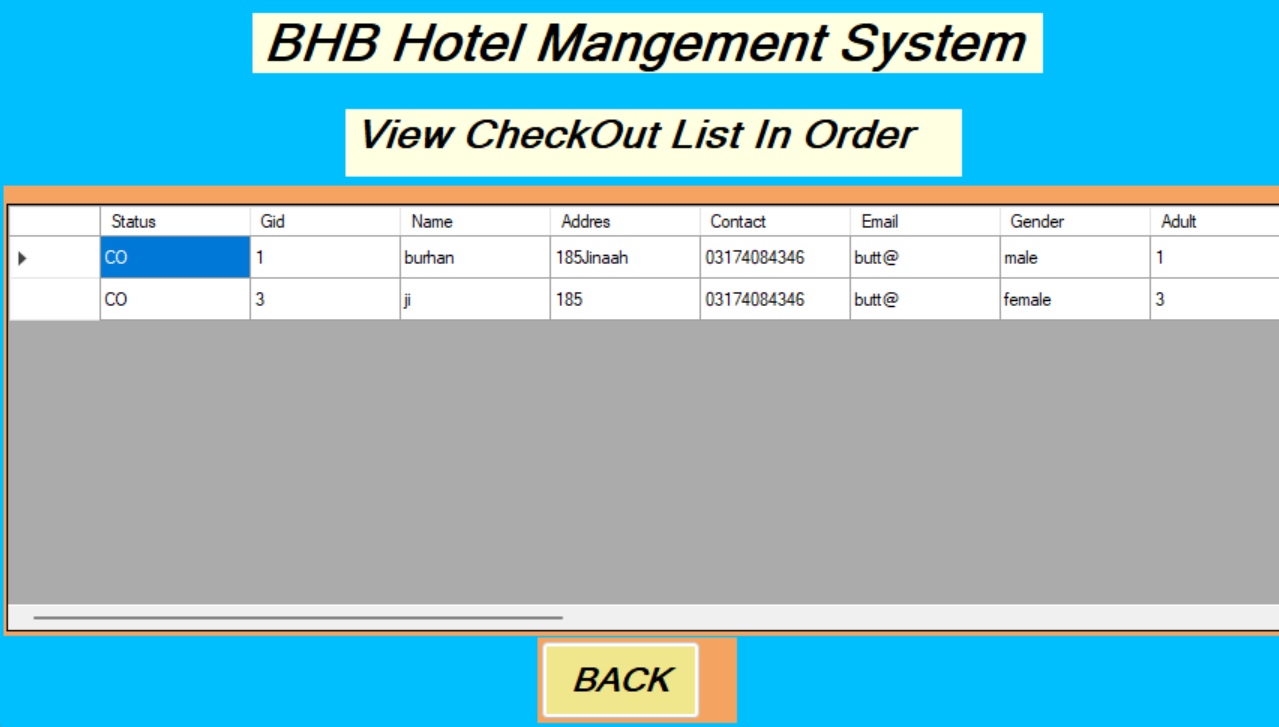 BHB Hotel Mangement System
View CheckOut List In Order
Status Gid Name Addres Contact Email Gender Adult
CO 1 burhan 185Jinaah 03174084346 butt@ male 1
CO 3 ji 185 03174084346 butt@ female 3
BACK